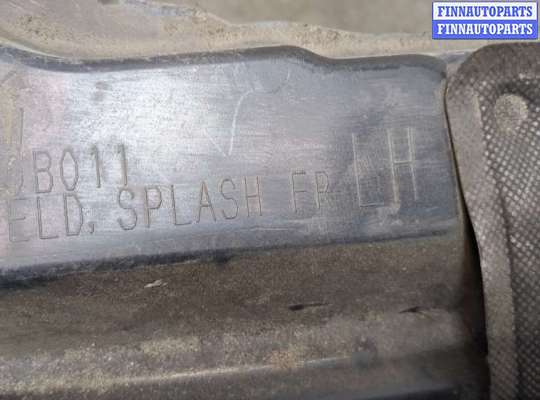 FINNAUTOPARTS
FINNAUTOPARTS
B011
ELD, SPLASH FR LH